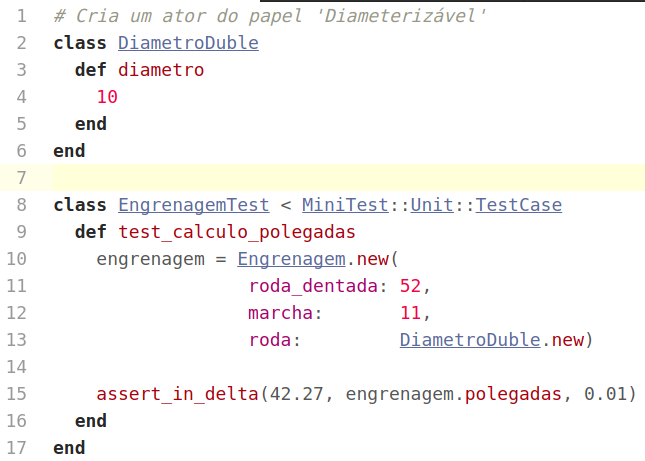 1 # Cria um ator do papel 'Diameterizável'
2 class DiametroDuble
3   def diametro
4     10
5   end
6 end
7
8 class EngrenagemTest < MiniTest::Unit::TestCase
9   def test_calculo_polegadas
10     engrenagem = Engrenagem.new(
11                   roda_dentada: 52,
12                   marcha:       11,
13                   roda:         DiametroDuble.new)
14
15     assert_in_delta(42.27, engrenagem.polegadas, 0.01)
16   end
17 end